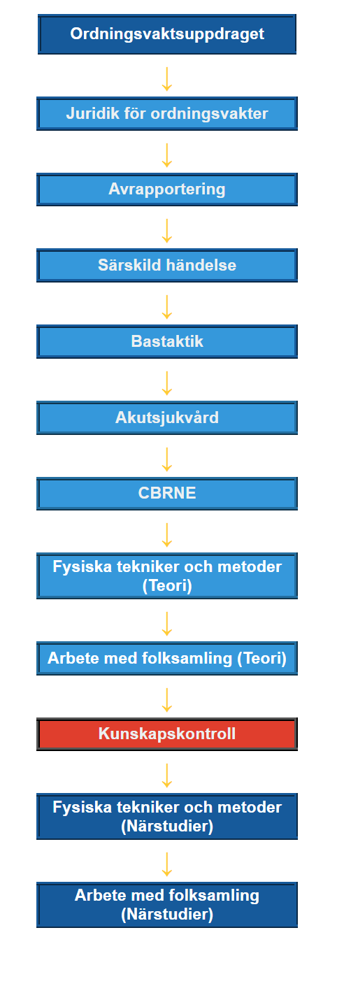 Ordningsvaktsuppdraget
Juridik för ordningsvakter
Avrapportering
Särskild händelse
Bastaktik
Akutsjukvård
CBRNE
Fysiska tekniker och metoder
(Teori)
Arbete med folksamling (Teori)
Kunskapskontroll
Fysiska tekniker och metoder
(Närstudier)
Arbete med folksamling
(Närstudier)